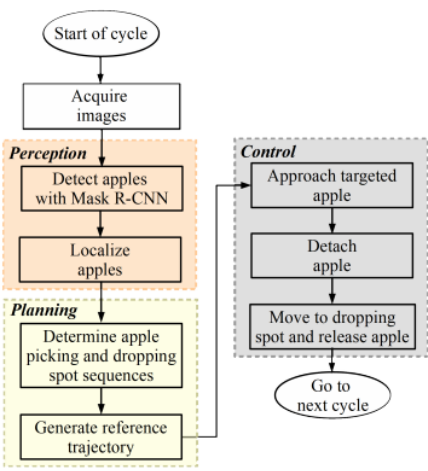 Start of cycle
Acquire
images
Perception
Detect apples
with Mask R-CNN
Localize
apples
Planning
Determine apple
picking and dropping
spot sequences
Generate reference
trajectory
Control
Approach targeted
apple
Detach
apple
Move to dropping
spot and release apple
Go to
next cycle